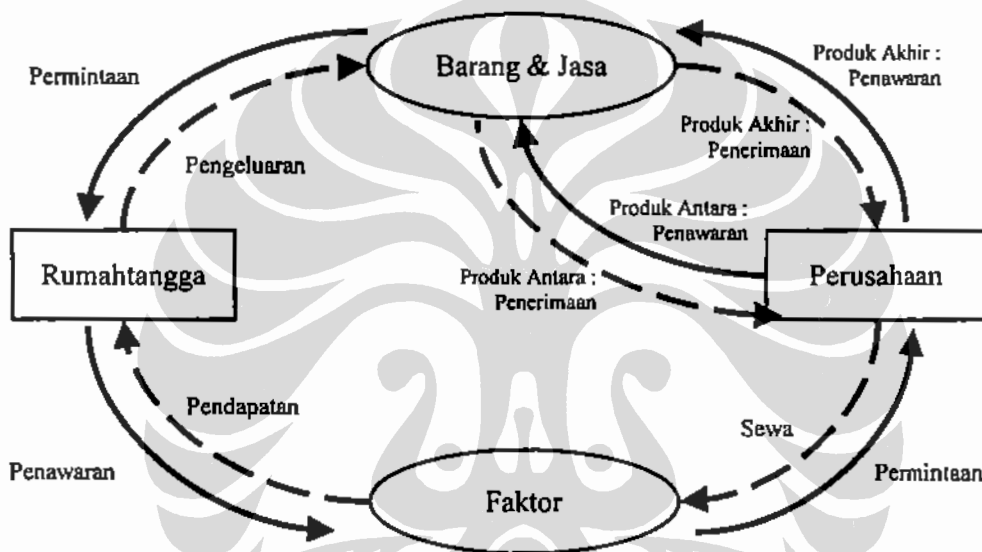 Barang & Jasa
Permintaan
Pengeluaran
Produk Akhir :
Penawaran
Produk Akhir :
Penerimaan
Produk Antara :
Penawaran
Produk Antara :
Penerimaan
Rumahtangga
Perusahaan
Pendapatan
Penawaran
Sewa
Permintaan
Faktor